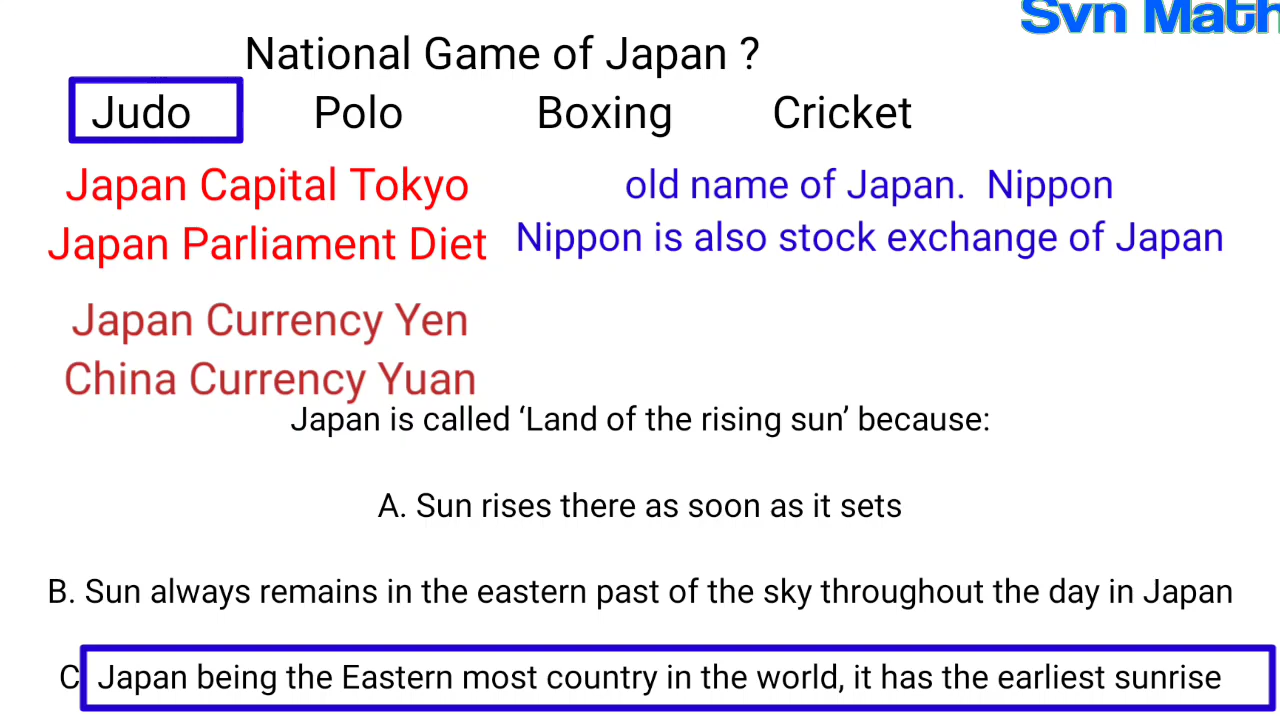 Svn Math
National Game of Japan ?
Judo Polo Boxing Cricket
Japan Capital Tokyo
old name of Japan. Nippon
Japan Parliament Diet
Nippon is also stock exchange of Japan
Japan Currency Yen
China Currency Yuan
Japan is called ‘Land of the rising sun’ because:
A. Sun rises there as soon as it sets
B. Sun always remains in the eastern past of the sky throughout the day in Japan
C Japan being the Eastern most country in the world, it has the earliest sunrise